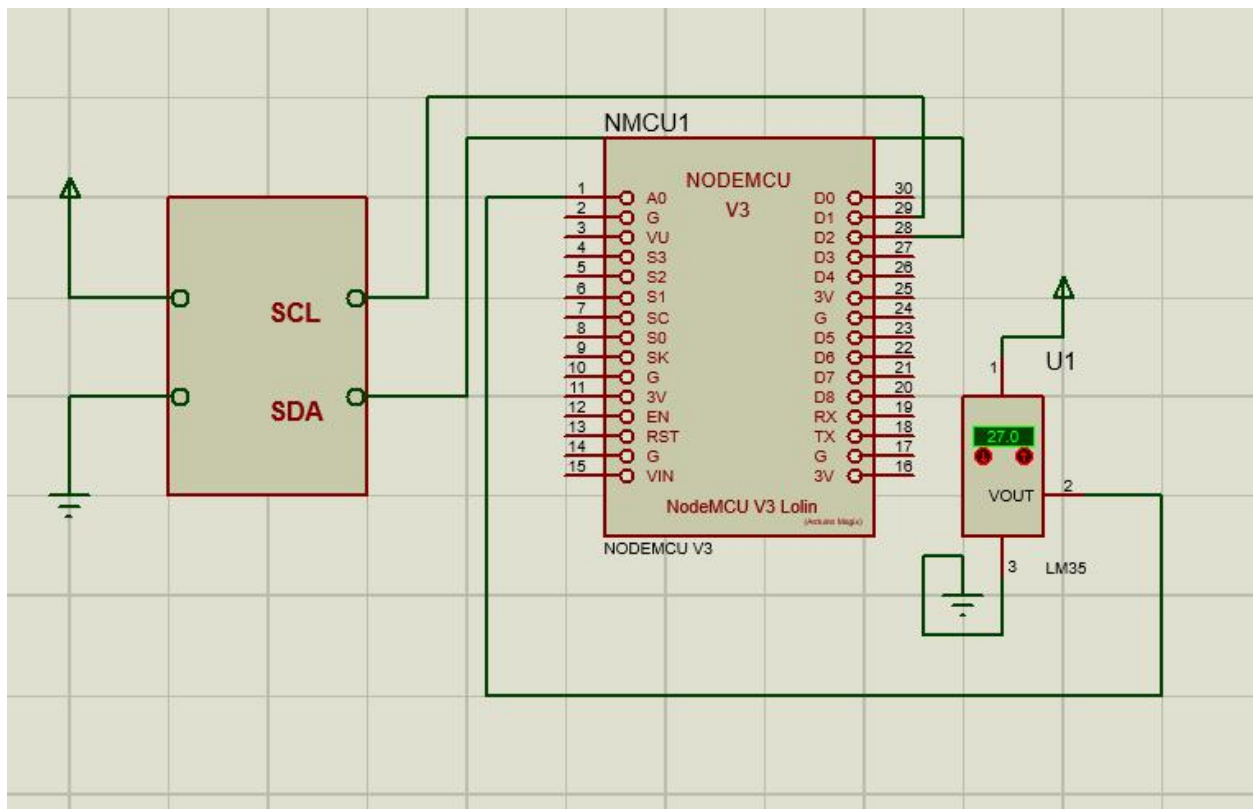 NMCU1
NODEMCU
V3
1 A0 D0 30
2 G D1 29
3 VU D2 28
4 S3 D3 27
5 S2 D4 26
6 S1 3V 25
7 SC G 24
8 S0 D5 23
9 SK D6 22
10 G D7 21
11 3V D8 20
12 EN RX 19
13 RST TX 18
14 G G 17
15 VIN 3V 16
NodeMCU V3 Lolin
(Arduino Magix)
NODEMCU V3
SCL
SDA
U1
1
27.0
VOUT
2
3
LM35